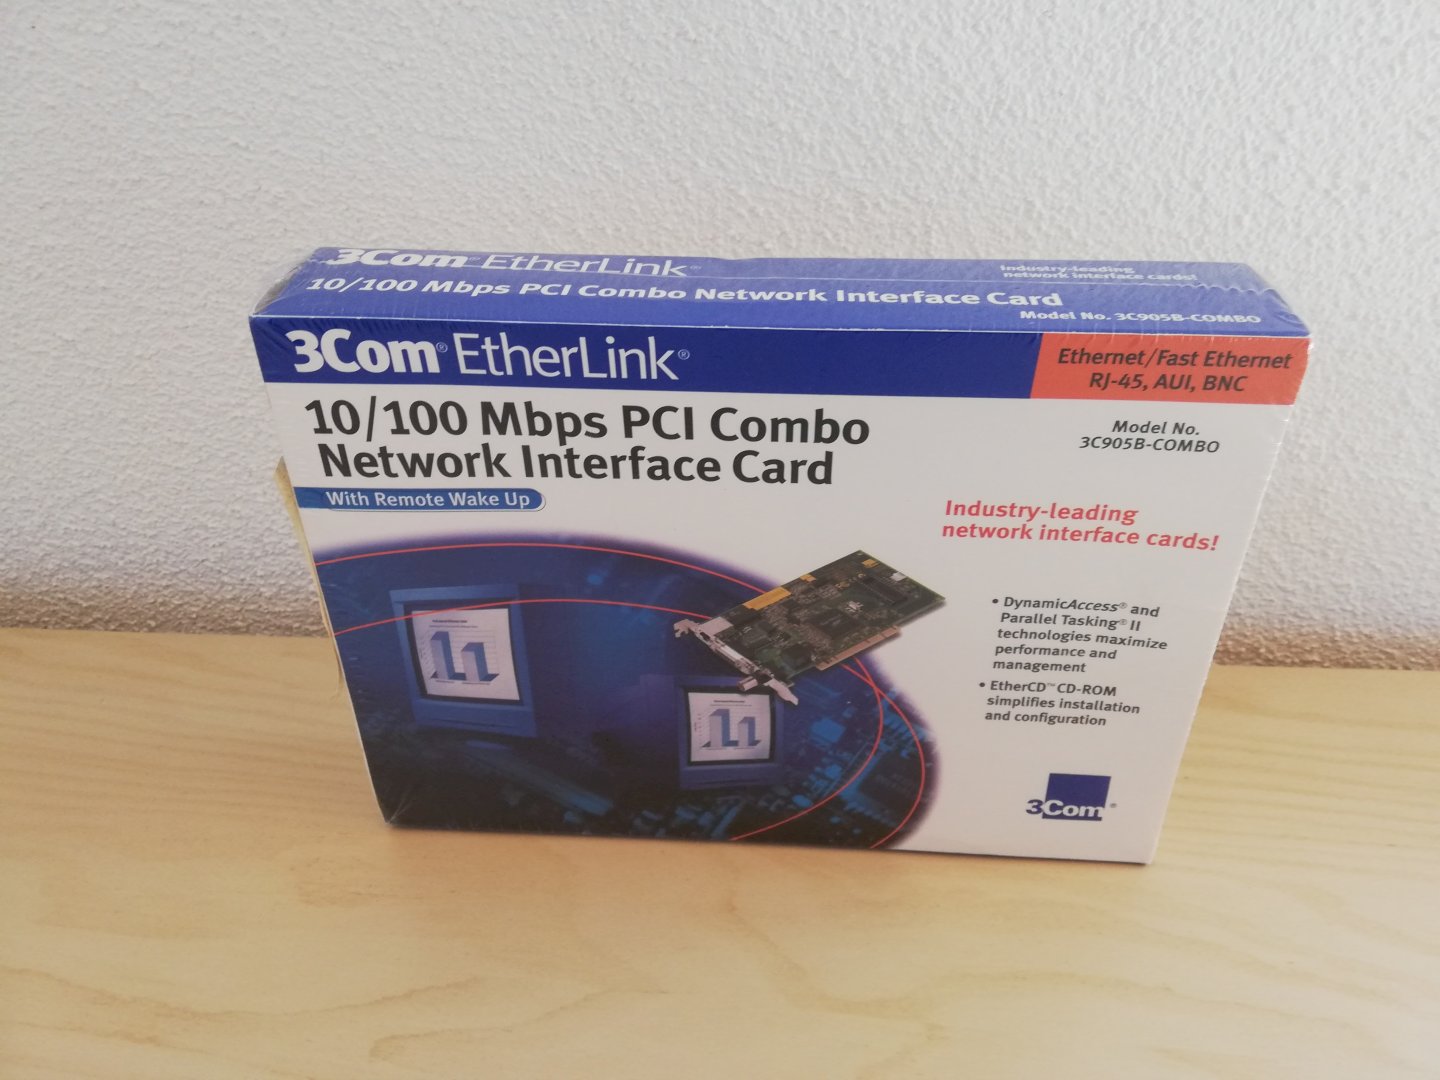 3Com® EtherLink®
Industry-leading
network interface cards!
10/100 Mbps PCI Combo Network Interface Card
Model No. 3C905B-COMBO
3Com® EtherLink®
Ethernet/Fast Ethernet
RJ-45, AUI, BNC
10/100 Mbps PCI Combo
Network Interface Card
Model No.
3C905B-COMBO
With Remote Wake Up
Industry-leading
network interface cards!
• DynamicAccess® and
Parallel Tasking® II
technologies maximize
performance and
management
• EtherCD™ CD-ROM
simplifies installation
and configuration
3Com®